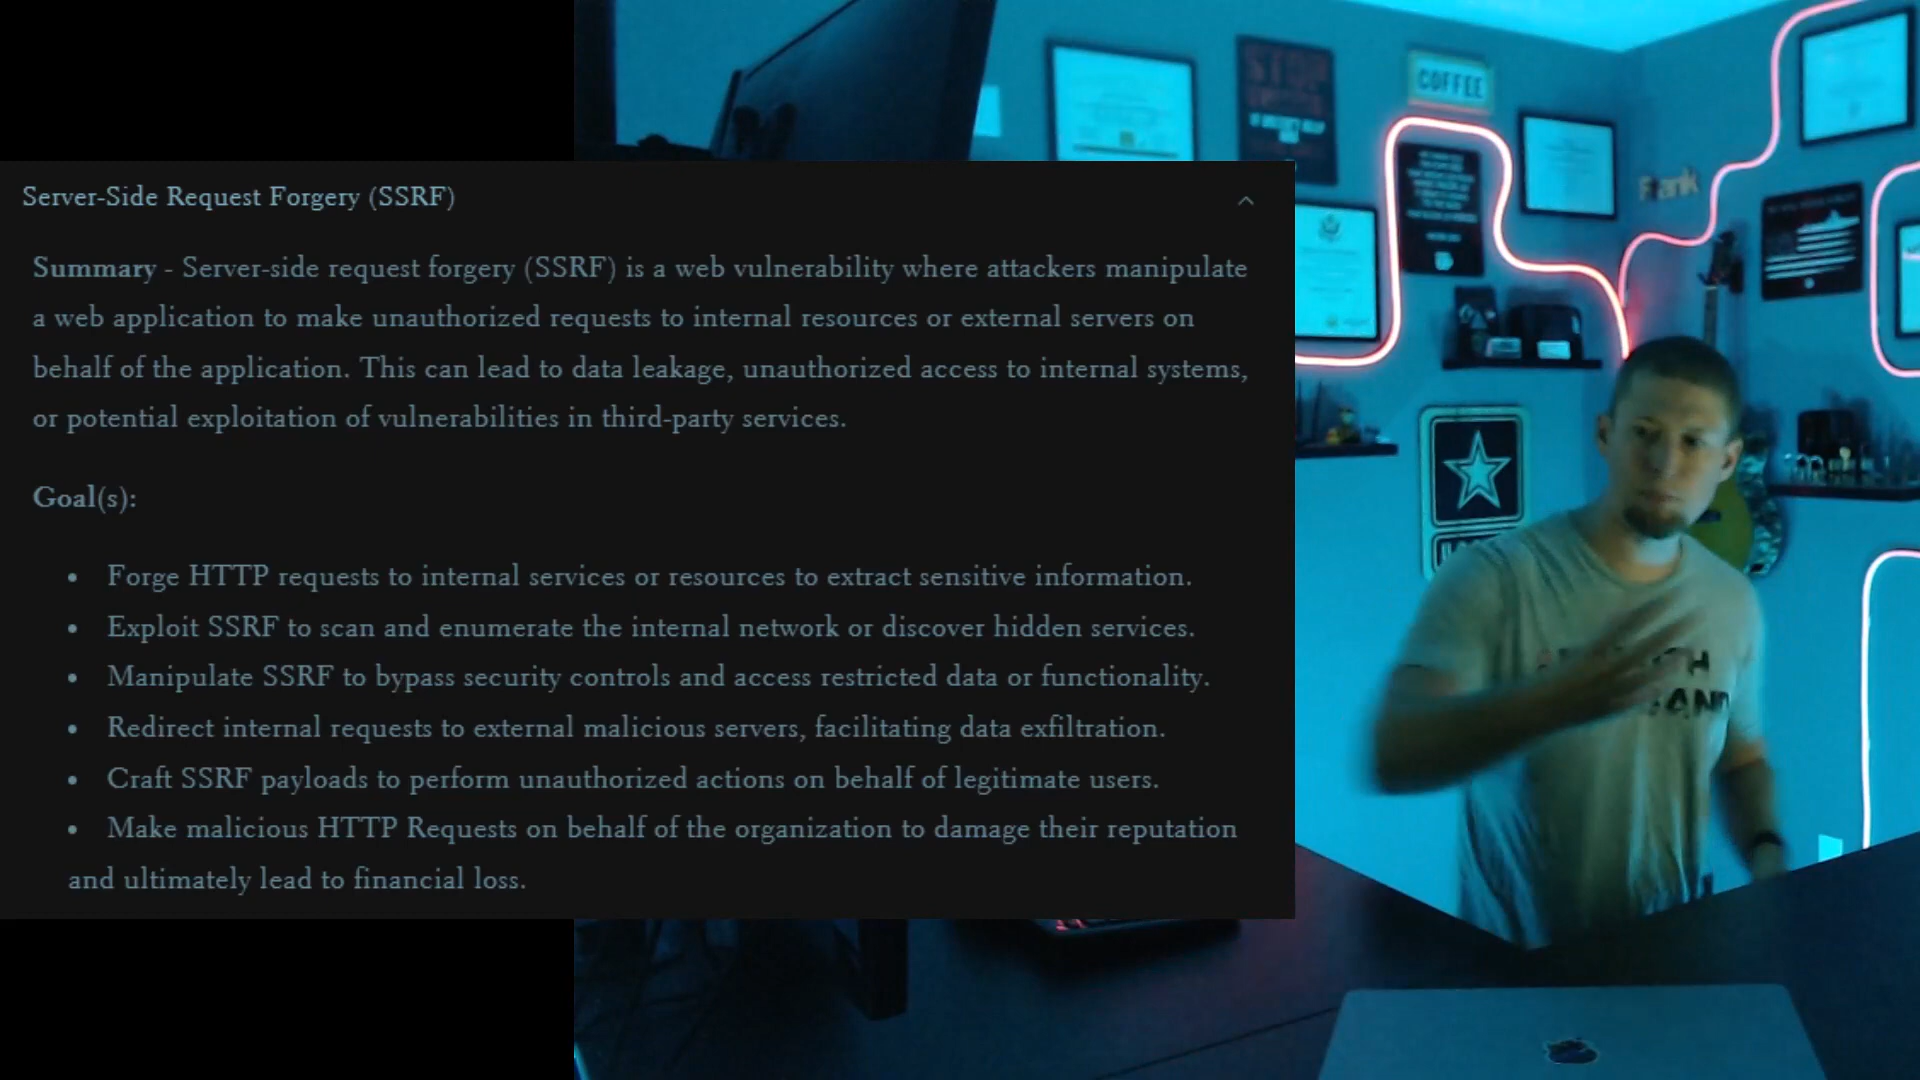 COFFEE
STOP
Frank
Server-Side Request Forgery (SSRF)
Summary - Server-side request forgery (SSRF) is a web vulnerability where attackers manipulate
a web application to make unauthorized requests to internal resources or external servers on
behalf of the application. This can lead to data leakage, unauthorized access to internal systems,
or potential exploitation of vulnerabilities in third-party services.
Goal(s):
• Forge HTTP requests to internal services or resources to extract sensitive information.
• Exploit SSRF to scan and enumerate the internal network or discover hidden services.
• Manipulate SSRF to bypass security controls and access restricted data or functionality.
• Redirect internal requests to external malicious servers, facilitating data exfiltration.
• Craft SSRF payloads to perform unauthorized actions on behalf of legitimate users.
• Make malicious HTTP Requests on behalf of the organization to damage their reputation
and ultimately lead to financial loss.